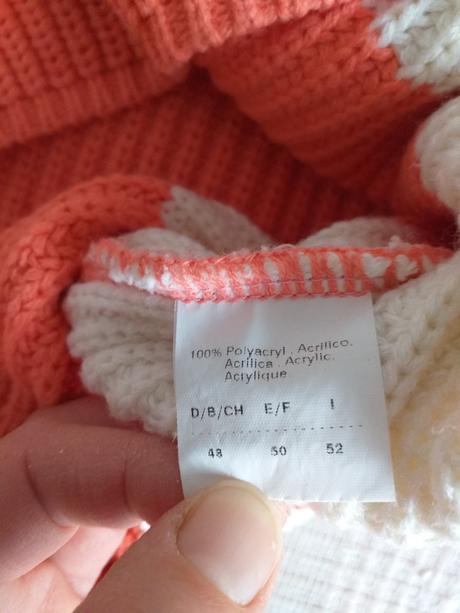 100% Polyacryl . Acrilico.
Acrilica . Acrylic.
Acrylique
D/B/CH E/F I
48 50 52